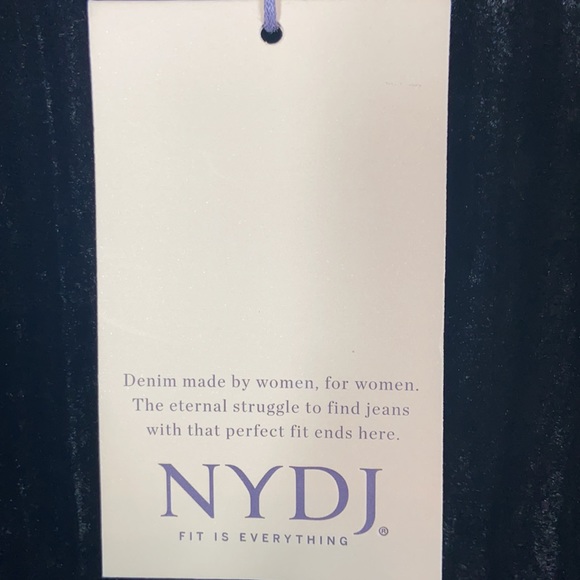 Denim made by women, for women.
The eternal struggle to find jeans
with that perfect fit ends here.
NYDJ®
FIT IS EVERYTHING